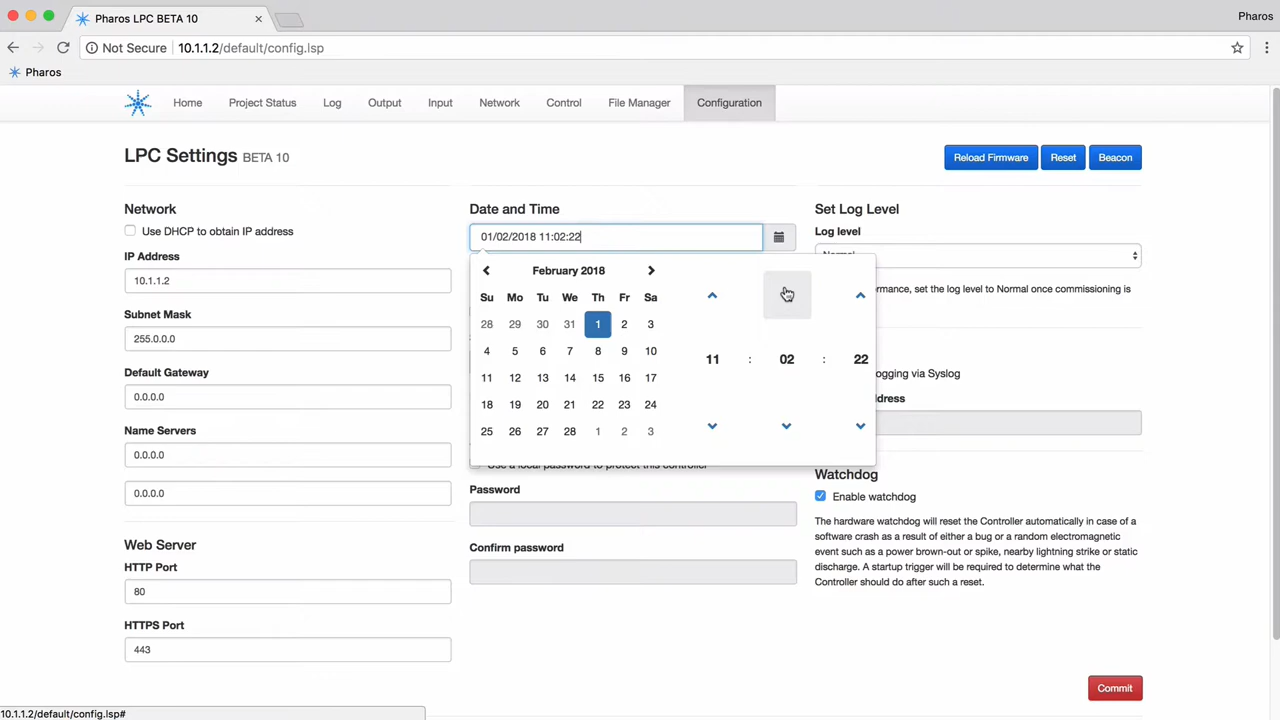 Pharos LPC BETA 10
Pharos
Not Secure
10.1.1.2/default/config.lsp
Pharos
Home
Project Status
Log
Output
Input
Network
Control
File Manager
Configuration
LPC Settings BETA 10
Reload Firmware
Reset
Beacon
Network
Use DHCP to obtain IP address
IP Address
10.1.1.2
Subnet Mask
255.0.0.0
Default Gateway
0.0.0.0
Name Servers
0.0.0.0
0.0.0.0
Web Server
HTTP Port
80
HTTPS Port
443
Date and Time
01/02/2018 11:02:22
February 2018
Su Mo Tu We Th Fr Sa
28 29 30 31 1 2 3
4 5 6 7 8 9 10
11 12 13 14 15 16 17
18 19 20 21 22 23 24
25 26 27 28 1 2 3
11 : 02 : 22
Use a local password to protect this controller
Password
Confirm password
Set Log Level
Log level
Normal
ormance, set the log level to Normal once commissioning is
ogging via Syslog
dress
Watchdog
Enable watchdog
The hardware watchdog will reset the Controller automatically in case of a
software crash as a result of either a bug or a random electromagnetic
event such as a power brown-out or spike, nearby lightning strike or static
discharge. A startup trigger will be required to determine what the
Controller should do after such a reset.
Commit
10.1.1.2/default/config.lsp#